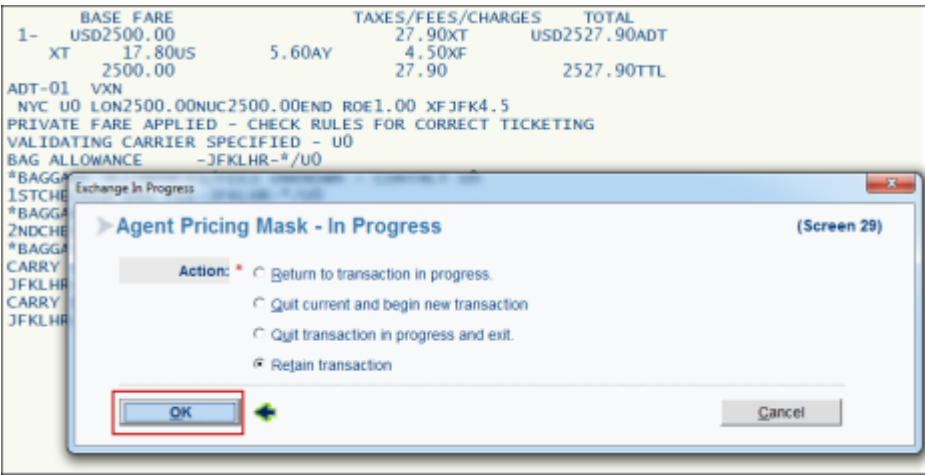 BASE FARE TAXES/FEES/CHARGES TOTAL
1- USD2500.00 27.90XT USD2527.90ADT
XT 17.80US 5.60AY 4.50XF
2500.00 27.90 2527.90TTL
ADT-01 VXN
NYC U0 LON2500.00NUC2500.00END ROE1.00 XFJFK4.5
PRIVATE FARE APPLIED - CHECK RULES FOR CORRECT TICKETING
VALIDATING CARRIER SPECIFIED - U0
BAG ALLOWANCE -JFKLHR-*/U0
*BAGGA
1STCHE
*BAGGA
2NDCHE
*BAGGA
CARRY
JFKLHR
CARRY
JFKLHR
Exchange In Progress
Agent Pricing Mask - In Progress (Screen 29)
Action: * Return to transaction in progress.
Quit current and begin new transaction
Quit transaction in progress and exit.
Retain transaction
OK Cancel